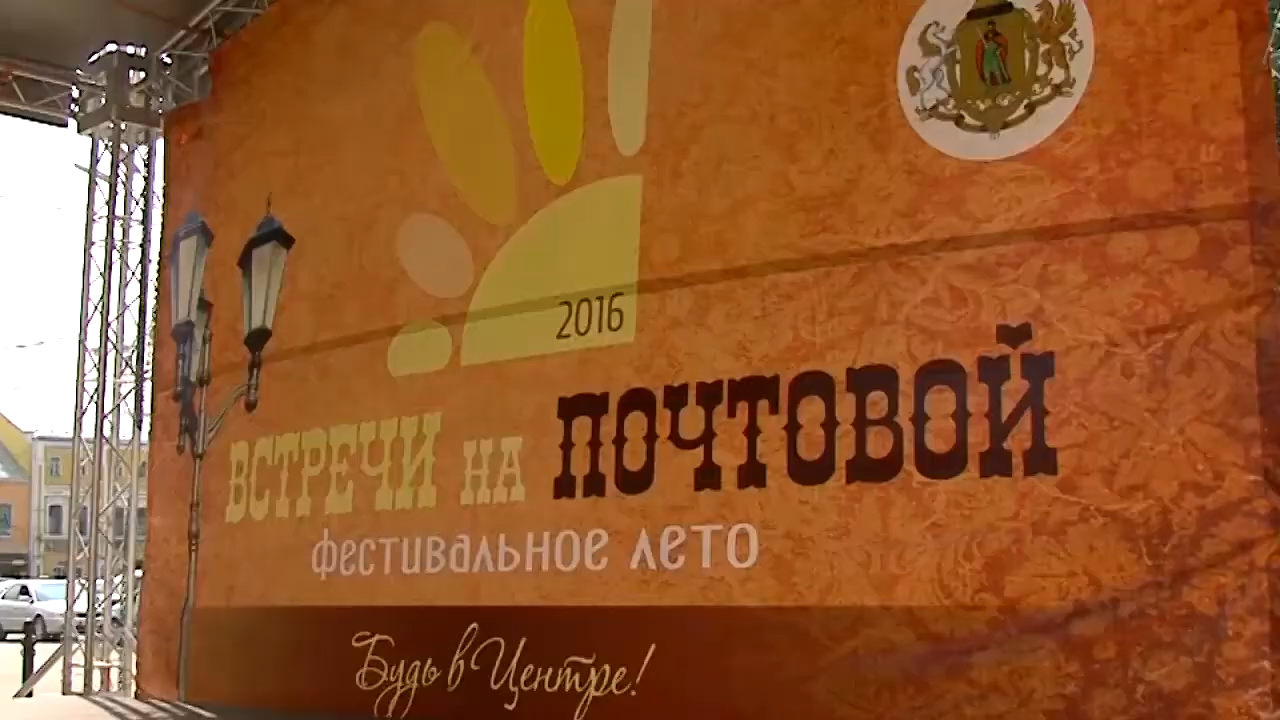 2016
ВСТРЕЧИ НА ПОЧТОВОЙ
фестивальное лето
Будь в Центре!